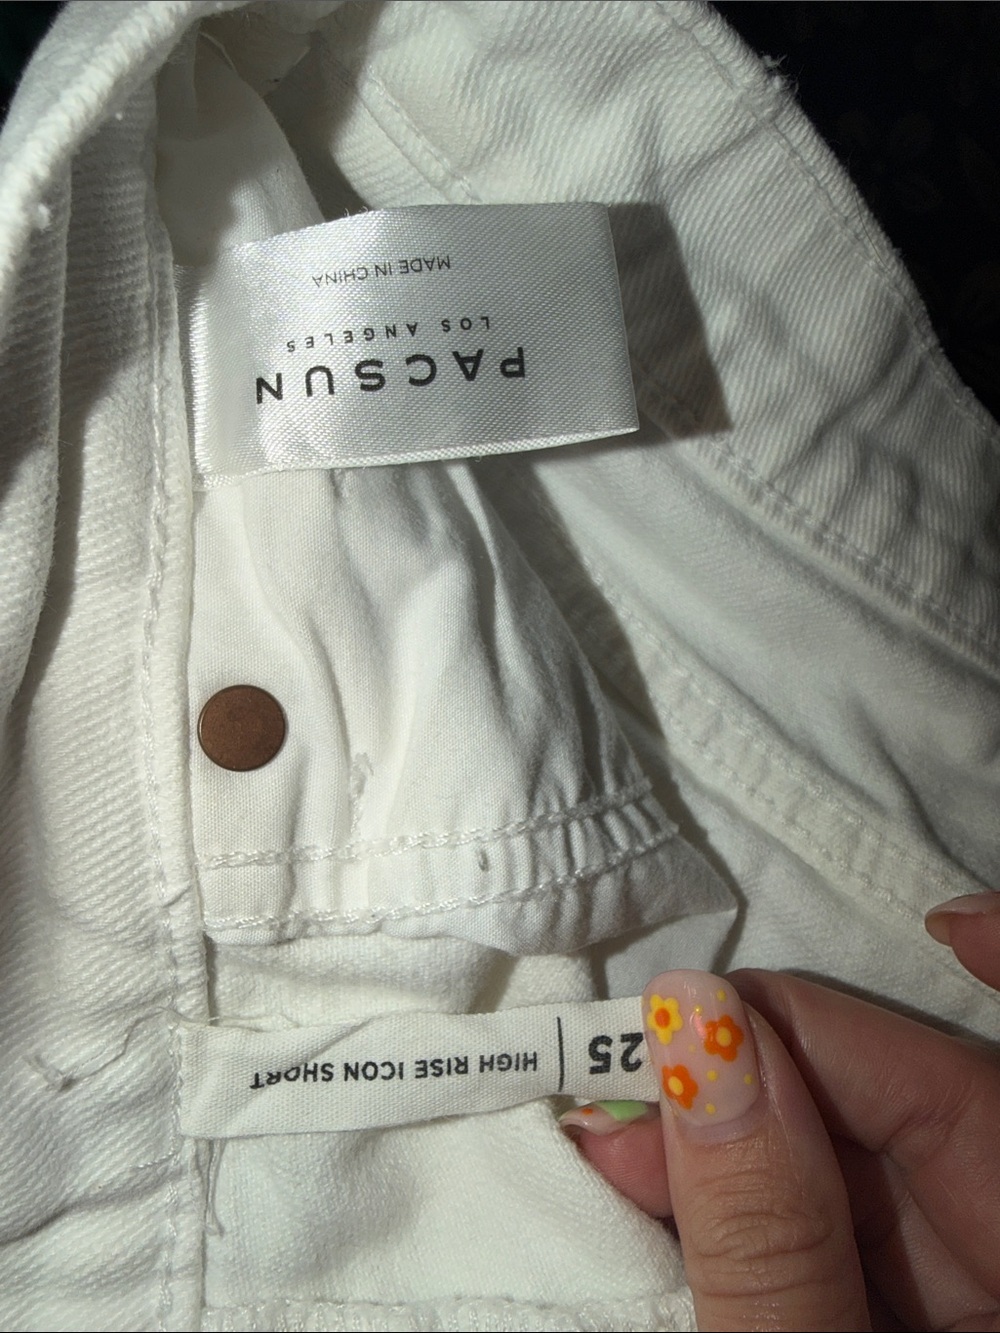 PACSUN
LOS ANGELES
MADE IN CHINA
25 | HIGH RISE ICON SHORT